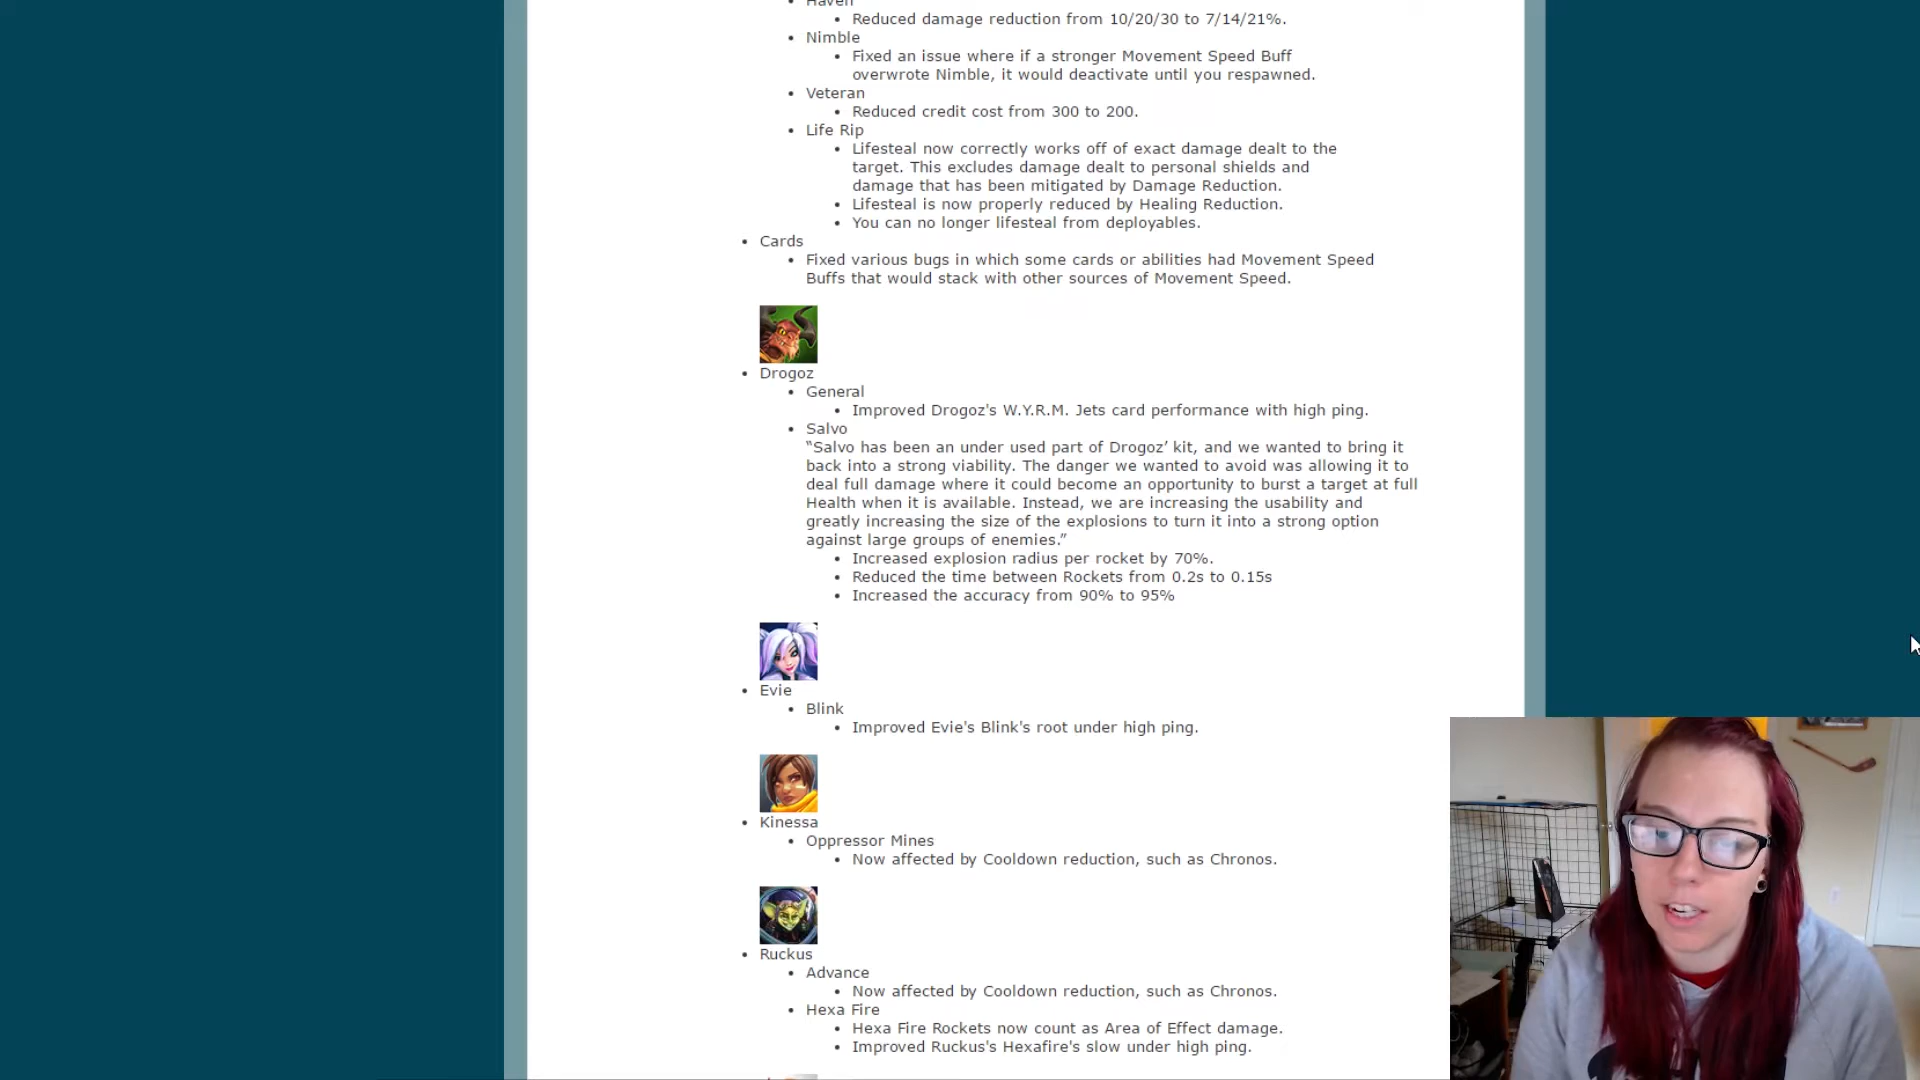 Haven
Reduced damage reduction from 10/20/30 to 7/14/21%.
Nimble
Fixed an issue where if a stronger Movement Speed Buff
overwrote Nimble, it would deactivate until you respawned.
Veteran
Reduced credit cost from 300 to 200.
Life Rip
Lifesteal now correctly works off of exact damage dealt to the
target. This excludes damage dealt to personal shields and
damage that has been mitigated by Damage Reduction.
Lifesteal is now properly reduced by Healing Reduction.
You can no longer lifesteal from deployables.
Cards
Fixed various bugs in which some cards or abilities had Movement Speed
Buffs that would stack with other sources of Movement Speed.
Drogoz
General
Improved Drogoz's W.Y.R.M. Jets card performance with high ping.
Salvo
“Salvo has been an under used part of Drogoz’ kit, and we wanted to bring it
back into a strong viability. The danger we wanted to avoid was allowing it to
deal full damage where it could become an opportunity to burst a target at full
Health when it is available. Instead, we are increasing the usability and
greatly increasing the size of the explosions to turn it into a strong option
against large groups of enemies.”
Increased explosion radius per rocket by 70%.
Reduced the time between Rockets from 0.2s to 0.15s
Increased the accuracy from 90% to 95%
Evie
Blink
Improved Evie's Blink's root under high ping.
Kinessa
Oppressor Mines
Now affected by Cooldown reduction, such as Chronos.
Ruckus
Advance
Now affected by Cooldown reduction, such as Chronos.
Hexa Fire
Hexa Fire Rockets now count as Area of Effect damage.
Improved Ruckus's Hexafire's slow under high ping.